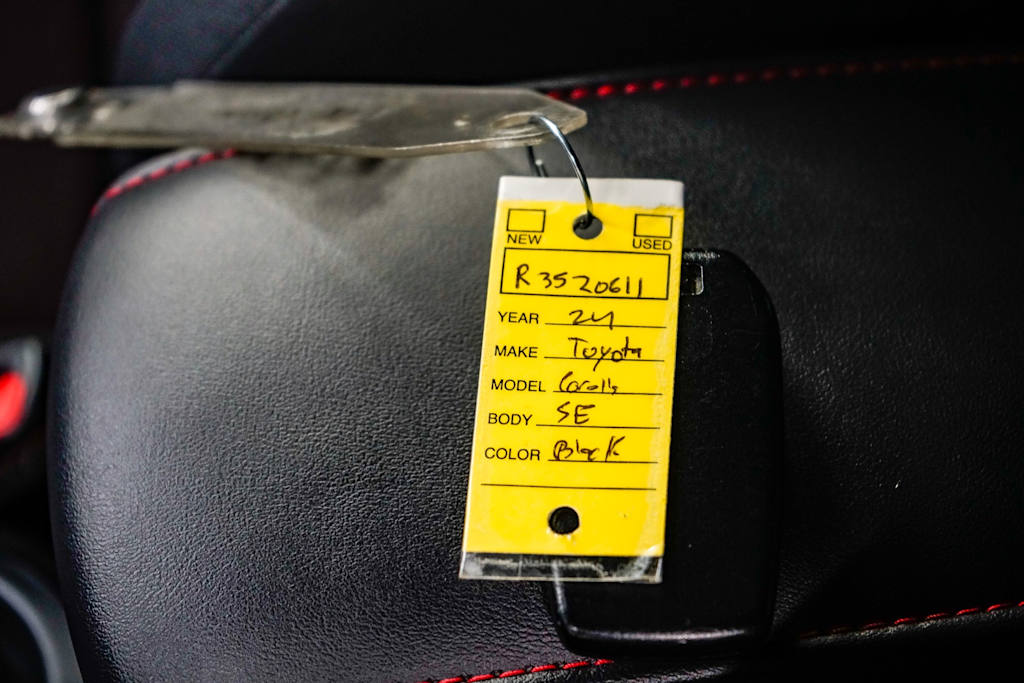 NEW USED
R3520611
YEAR 24
MAKE Toyota
MODEL Corolla
BODY SE
COLOR Black